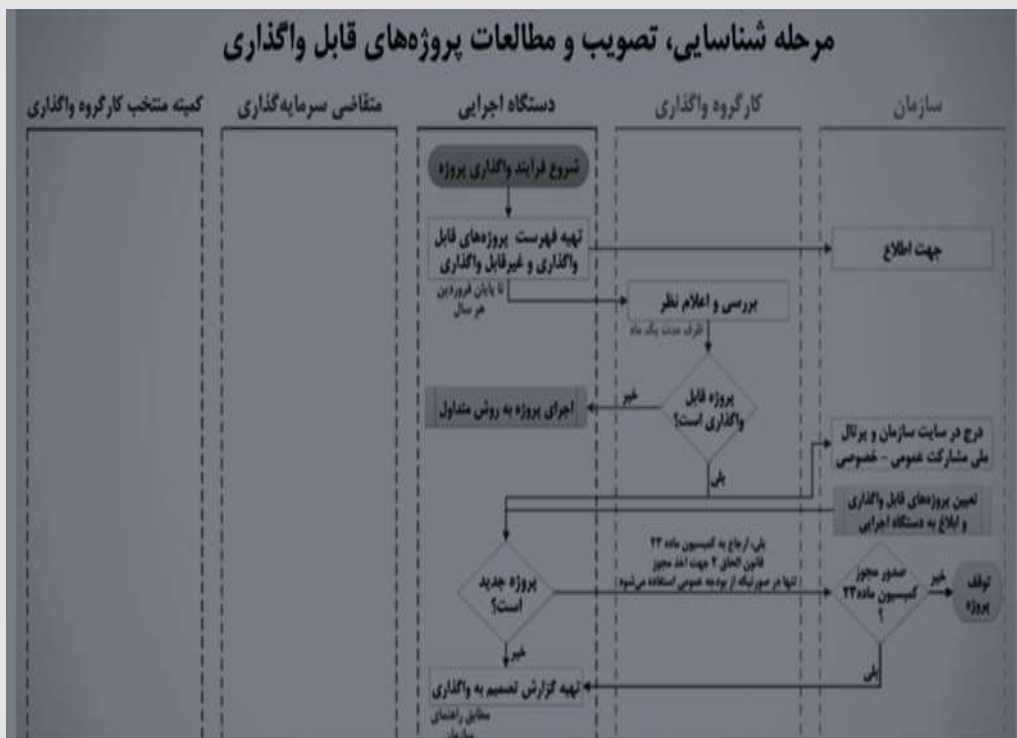 مرحله شناسایی، تصویب و مطالعات پروژه‌های قابل واگذاری
سازمان
کارگروه واگذاری
دستگاه اجرایی
متقاضی سرمایه‌گذاری
کمیته منتخب کارگروه واگذاری
شروع فرآیند واگذاری پروژه
تهیه فهرست پروژه‌های قابل
واگذاری و غیرقابل واگذاری
جهت اطلاع
تا پایان فروردین
هر سال
بررسی و اعلام نظر
ظرف مدت یک ماه
پروژه قابل
واگذاری است؟
خیر
اجرای پروژه به روش متداول
بلی
درج در سایت سازمان و پرتال
ملی مشارکت عمومی - خصوصی
تعیین پروژه‌های قابل واگذاری
و ابلاغ به دستگاه اجرایی
پروژه جدید
است؟
بلی، ارجاع به کمیسیون ماده ۲۳
قانون الحاق ۲ جهت اخذ مجوز
تنها در صورتیکه از بودجه عمومی استفاده می‌شود
صدور مجوز
کمیسیون ماده۲۳
؟
خیر
توقف
پروژه
خیر
بلی
تهیه گزارش تصمیم به واگذاری
مطابق راهنمای
سازمان